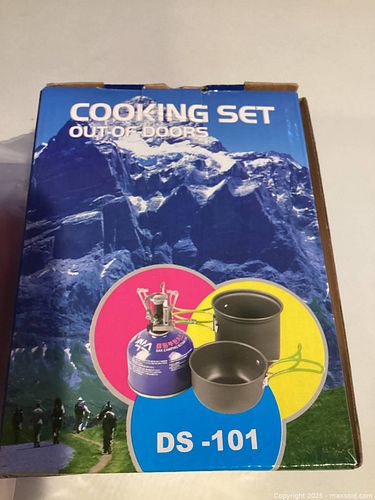 COOKING SET
OUT-OF-DOORS
DS -101
Copyright 2025 - maxsold.com